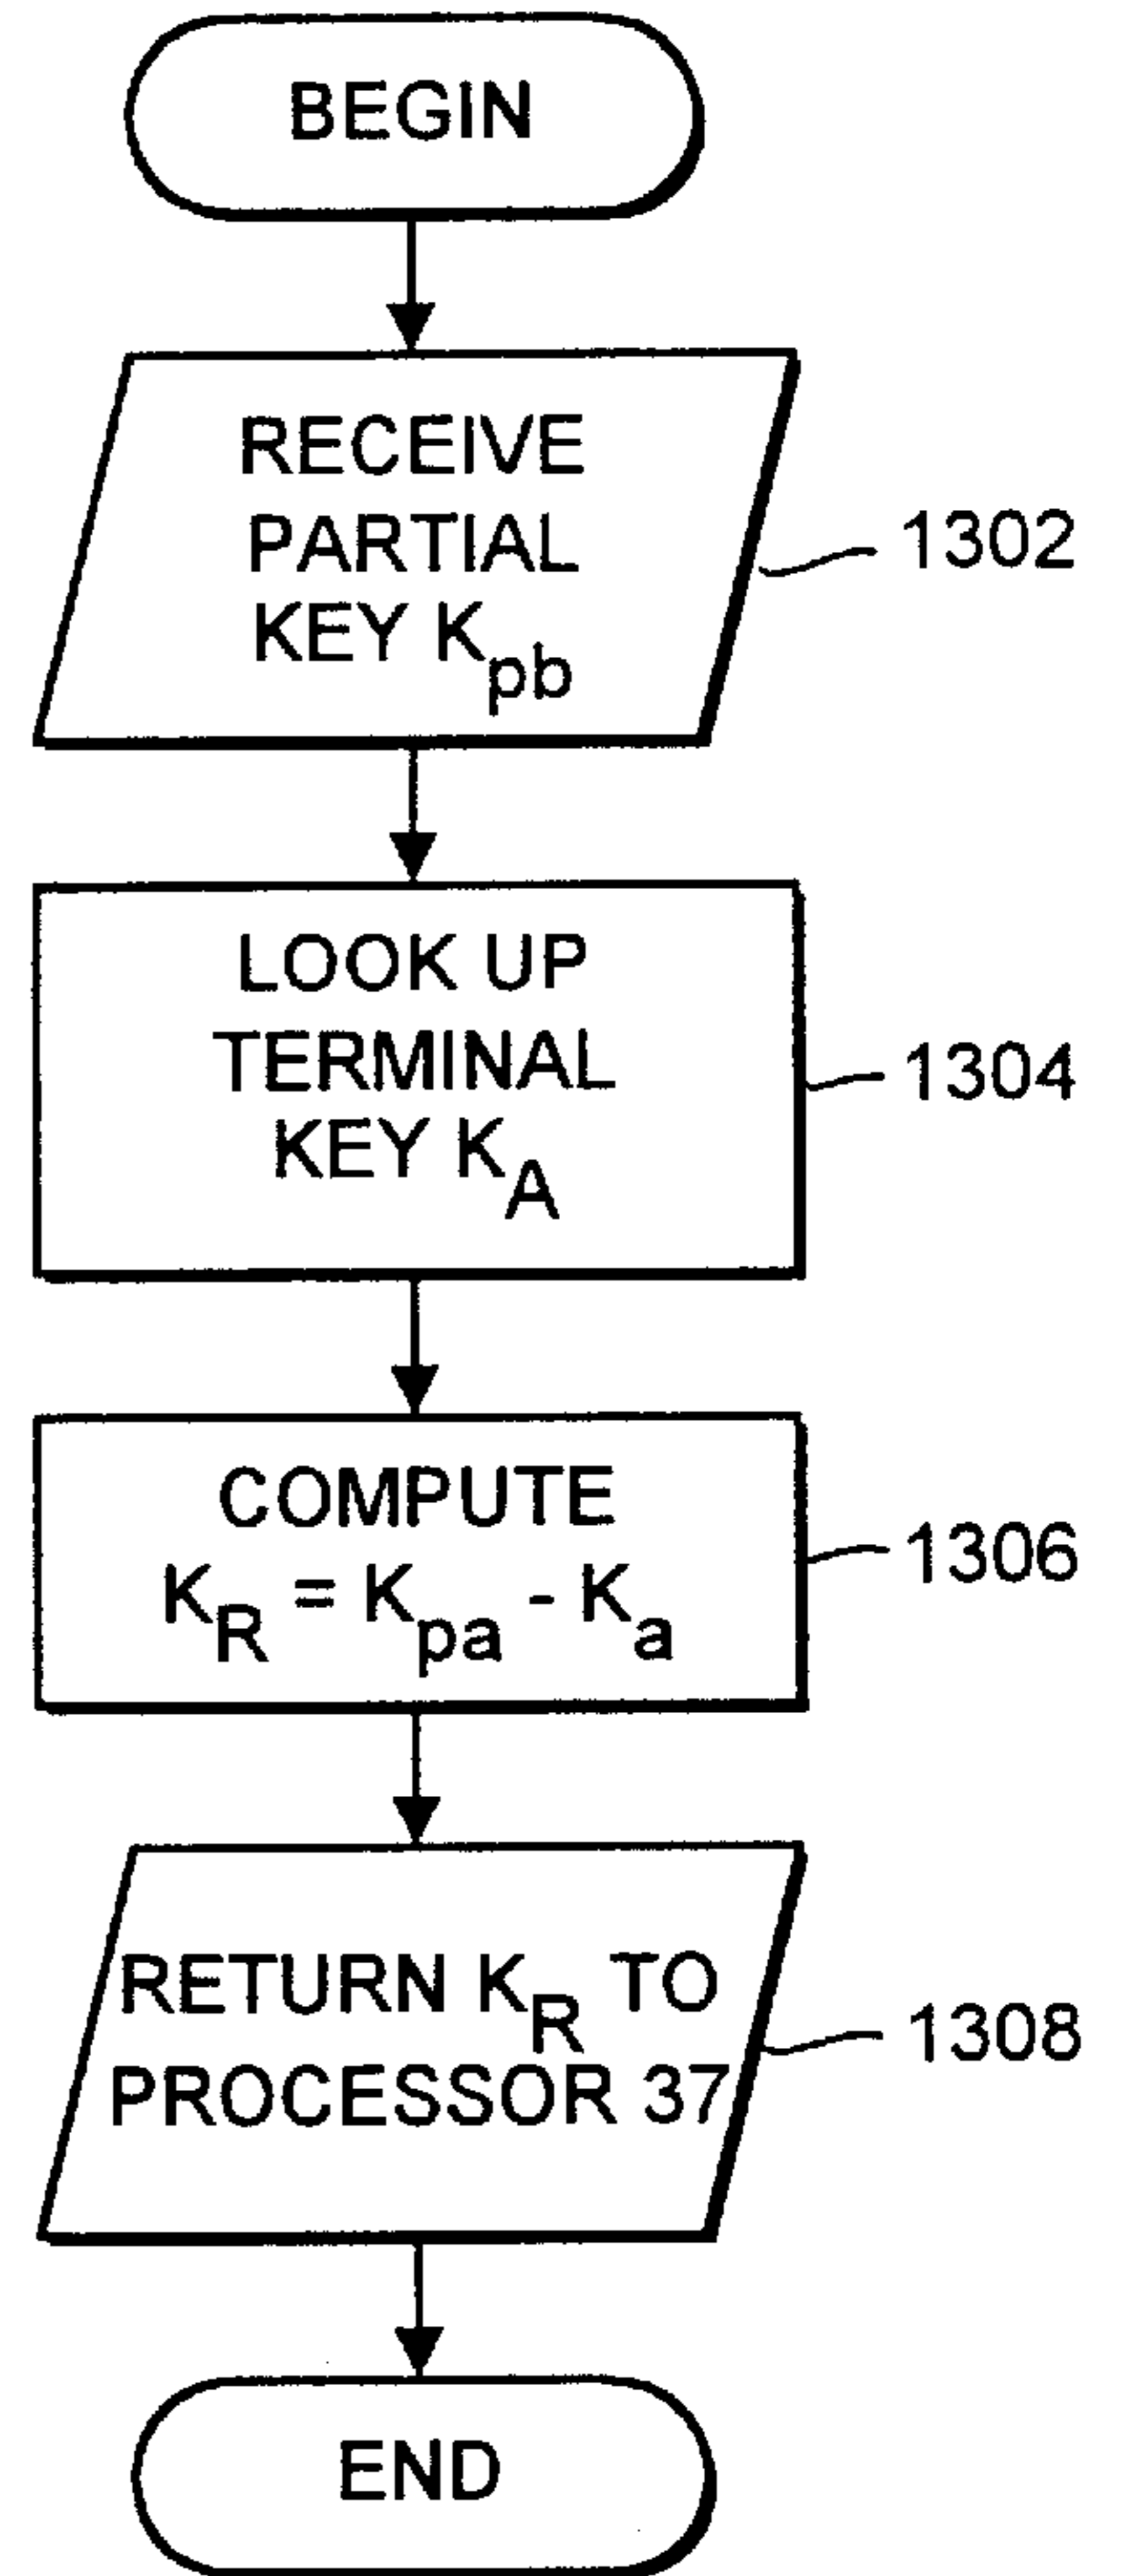 BEGIN
RECEIVE
PARTIAL
KEY Kpb
1302
LOOK UP
TERMINAL
KEY KA
1304
COMPUTE
KR = Kpa - Ka
1306
RETURN KR TO
PROCESSOR 37
1308
END